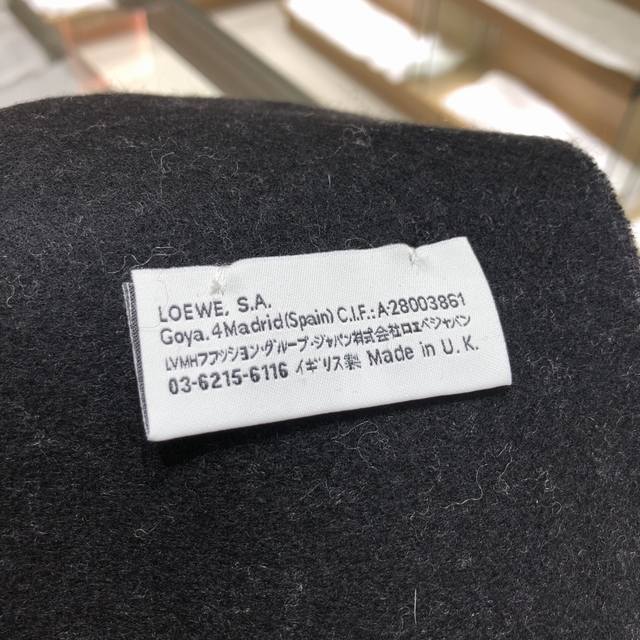 LOEWE, S.A.
Goya.4Madrid(Spain) C.I.F.:A-28003861
LVMHファッション・グループ・ジャパン株式会社ロエベジャパン
03-6215-6116 イギリス製 Made in U.K.